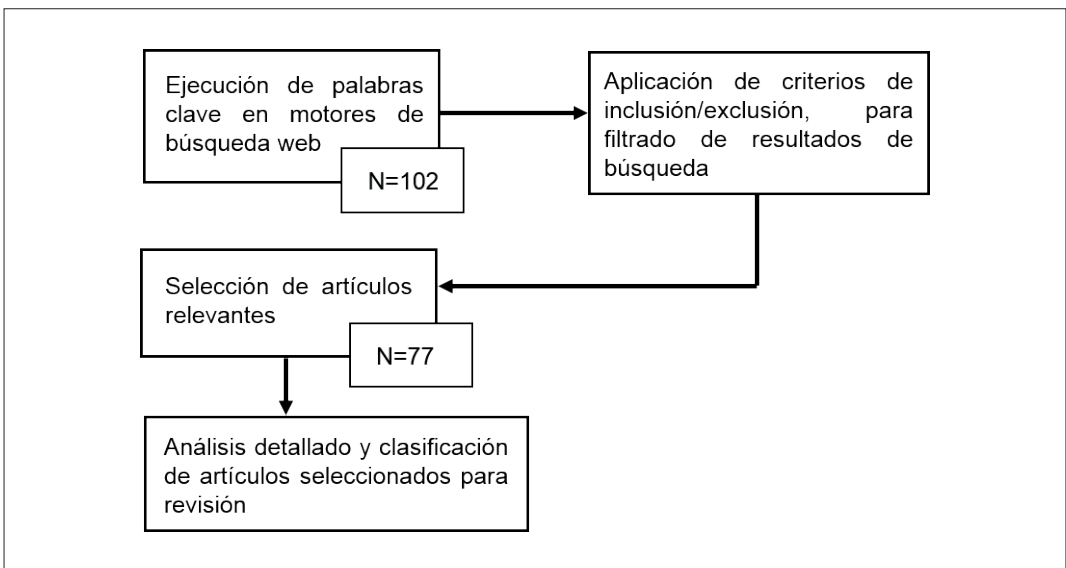 Ejecución de palabras
clave en motores de
búsqueda web
N=102
Aplicación de criterios de
inclusión/exclusión, para
filtrado de resultados de
búsqueda
Selección de artículos
relevantes
N=77
Análisis detallado y clasificación
de artículos seleccionados para
revisión